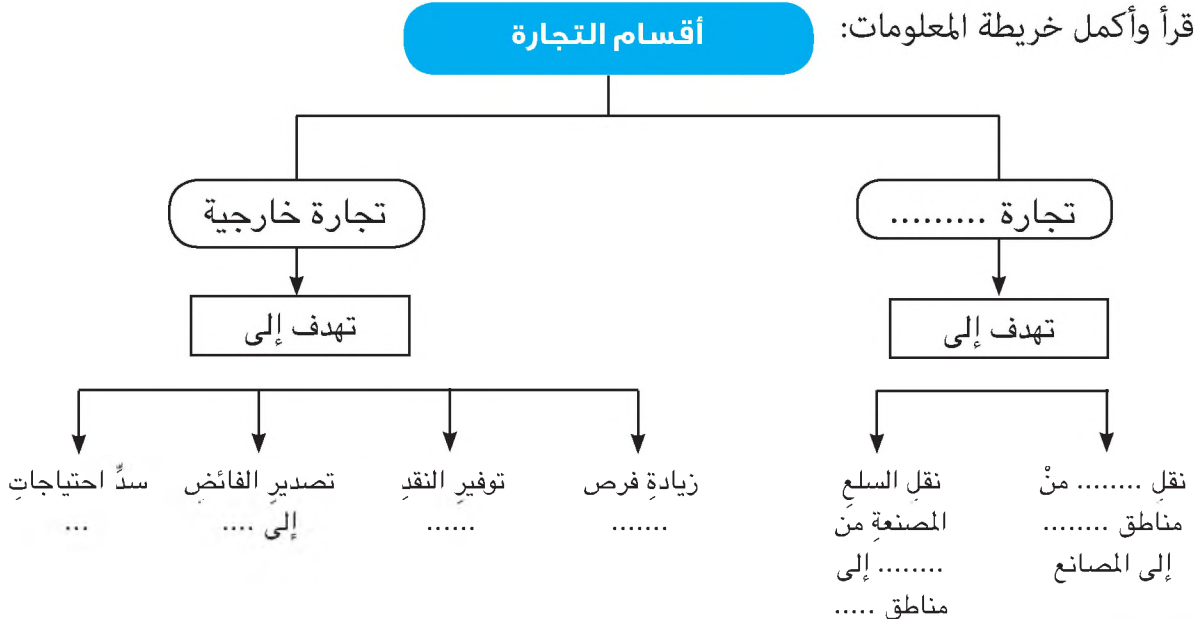 قرأ وأكمل خريطة المعلومات:
أقسام التجارة
تجارة .........
تجارة خارجية
تهدف إلى
تهدف إلى
نقلِ ........ منْ
مناطق ........
إلى المصانع
نقلِ السلعِ
المصنعةِ من
........ إلى
مناطق .....
زيادةِ فرص
.......
توفيرِ النقدِ
......
تصديرِ الفائضِ
إلى ....
سدِّ احتياجاتِ
...